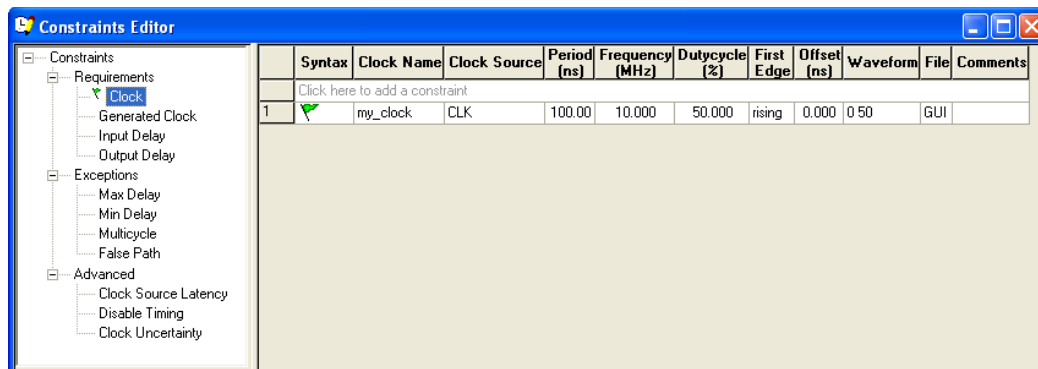 Constraints Editor
Constraints
Requirements
Clock
Generated Clock
Input Delay
Output Delay
Exceptions
Max Delay
Min Delay
Multicycle
False Path
Advanced
Clock Source Latency
Disable Timing
Clock Uncertainty
Syntax Clock Name Clock Source Period (ns) Frequency (MHz) Dutycycle (%) First Edge Offset (ns) Waveform File Comments
Click here to add a constraint
1 my_clock CLK 100.00 10.000 50.000 rising 0.000 0 50 GUI